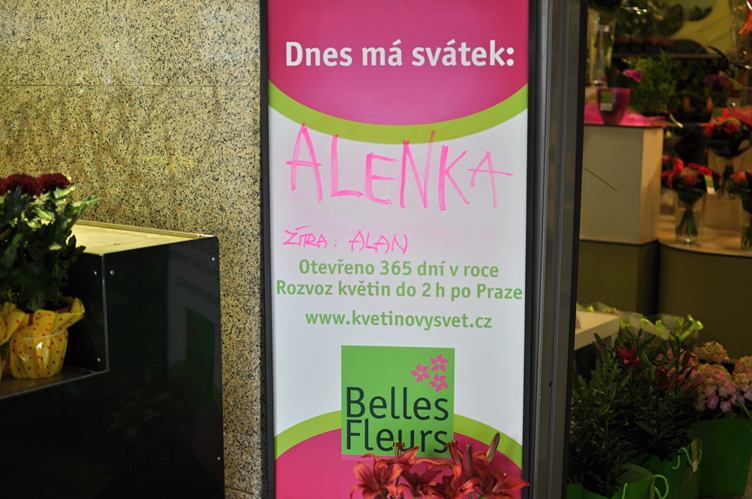 Dnes má svátek:
ALENKA
ZÍTRA: ALAN
Otevřeno 365 dní v roce
Rozvoz květin do 2 h po Praze
www.kvetinovysvet.cz
Belles
Fleurs